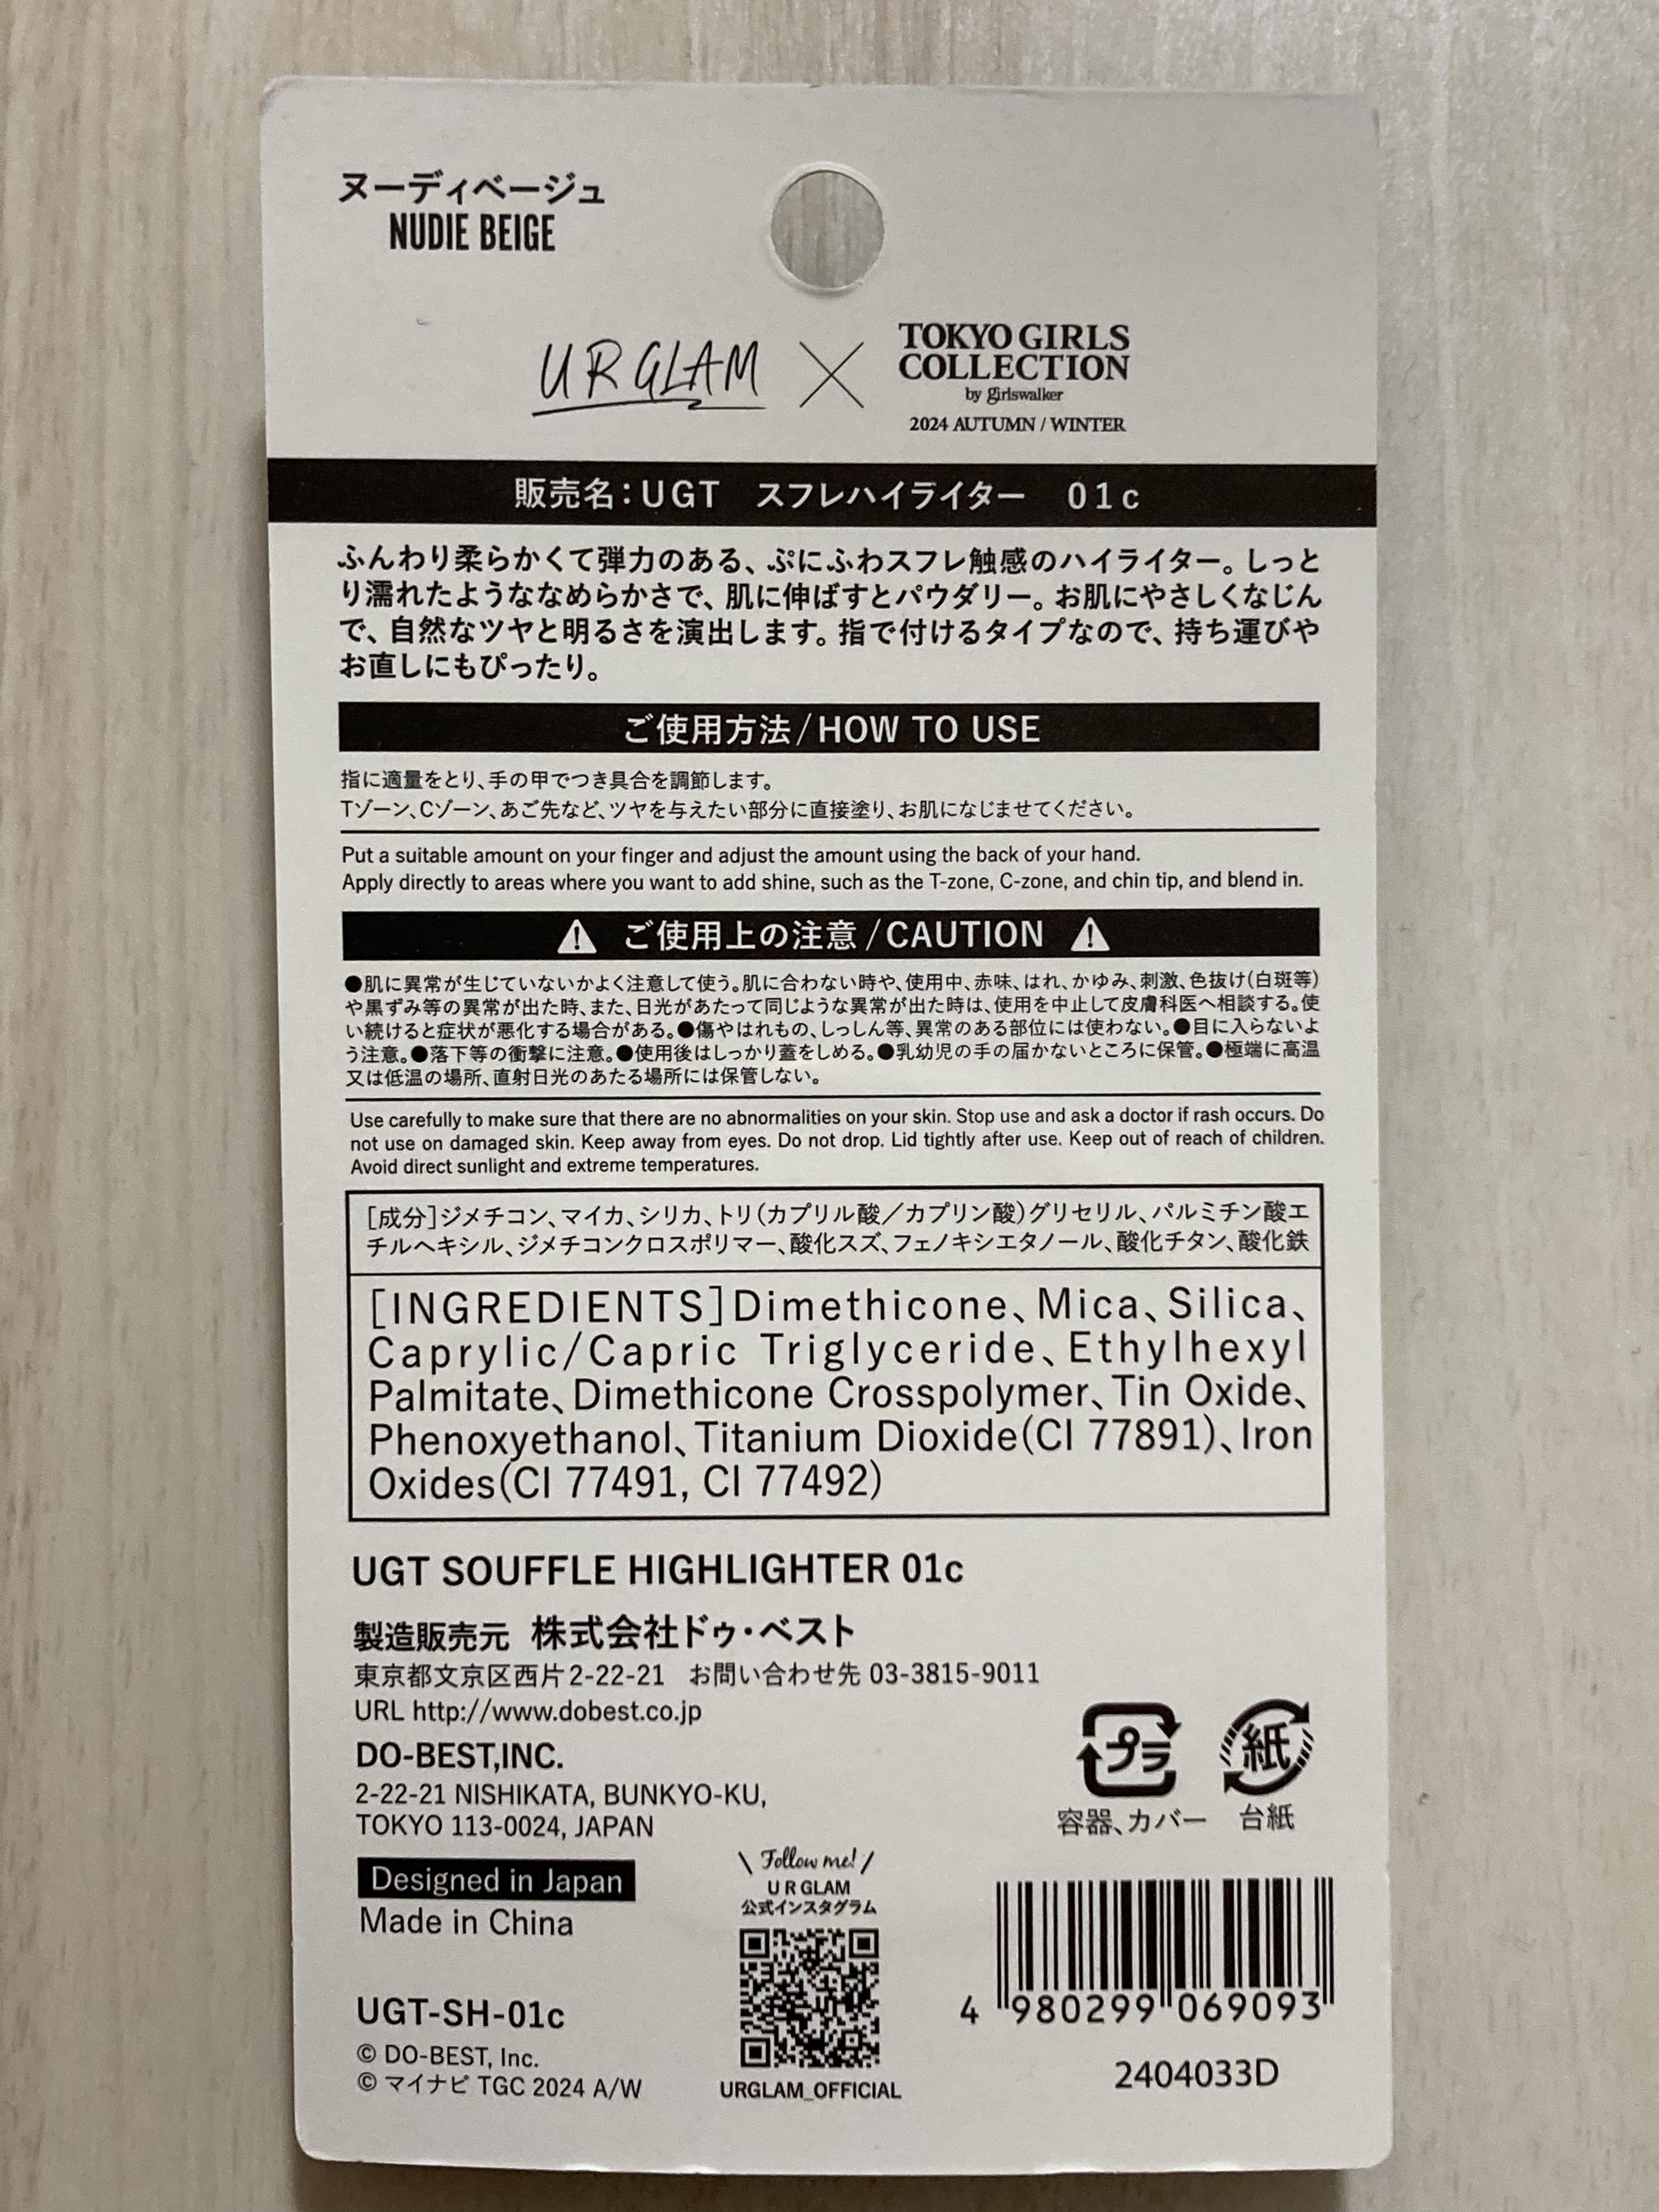 ヌーディベージュ
NUDIE BEIGE
URGLAM × TOKYO GIRLS
COLLECTION
by girlswalker
2024 AUTUMN / WINTER
販売名：UGT スフレハイライター 01c
ふんわり柔らかくて弾力のある、ぷにふわスフレ触感のハイライター。しっと
り濡れたようななめらかさで、肌に伸ばすとパウダリー。お肌にやさしくなじん
で、自然なツヤと明るさを演出します。指で付けるタイプなので、持ち運びや
お直しにもぴったり。
ご使用方法/HOW TO USE
指に適量をとり、手の甲でつき具合を調節します。
Tゾーン、Cゾーン、あご先など、ツヤを与えたい部分に直接塗り、お肌になじませてください。
Put a suitable amount on your finger and adjust the amount using the back of your hand.
Apply directly to areas where you want to add shine, such as the T-zone, C-zone, and chin tip, and blend in.
⚠ ご使用上の注意/CAUTION ⚠
●肌に異常が生じていないかよく注意して使う。肌に合わない時や、使用中、赤味、はれ、かゆみ、刺激、色抜け(白斑等)
や黒ずみ等の異常が出た時、また、日光があたって同じような異常が出た時は、使用を中止して皮膚科医へ相談する。使
い続けると症状が悪化する場合がある。●傷やはれもの、しっしん等、異常のある部位には使わない。●目に入らないよ
う注意。●落下等の衝撃に注意。●使用後はしっかり蓋をしめる。●乳幼児の手の届かないところに保管。●極端に高温
又は低温の場所、直射日光のあたる場所には保管しない。
Use carefully to make sure that there are no abnormalities on your skin. Stop use and ask a doctor if rash occurs. Do
not use on damaged skin. Keep away from eyes. Do not drop. Lid tightly after use. Keep out of reach of children.
Avoid direct sunlight and extreme temperatures.
[成分]ジメチコン、マイカ、シリカ、トリ(カプリル酸／カプリン酸)グリセリル、パルミチン酸エ
チルヘキシル、ジメチコンクロスポリマー、酸化スズ、フェノキシエタノール、酸化チタン、酸化鉄
[INGREDIENTS]Dimethicone、Mica、Silica、
Caprylic/Capric Triglyceride、Ethylhexyl
Palmitate、Dimethicone Crosspolymer、Tin Oxide、
Phenoxyethanol、Titanium Dioxide(CI 77891)、Iron
Oxides(CI 77491, CI 77492)
UGT SOUFFLE HIGHLIGHTER 01c
製造販売元 株式会社ドゥ・ベスト
東京都文京区西片2-22-21 お問い合わせ先 03-3815-9011
URL http://www.dobest.co.jp
DO-BEST,INC.
2-22-21 NISHIKATA, BUNKYO-KU,
TOKYO 113-0024, JAPAN
プラ 紙
容器、カバー 台紙
Designed in Japan
Made in China
\ Follow me! /
URGLAM
公式インスタグラム
URGLAM_OFFICIAL
UGT-SH-01c
© DO-BEST, Inc.
© マイナビ TGC 2024 A/W
4 980299 069093
2404033D